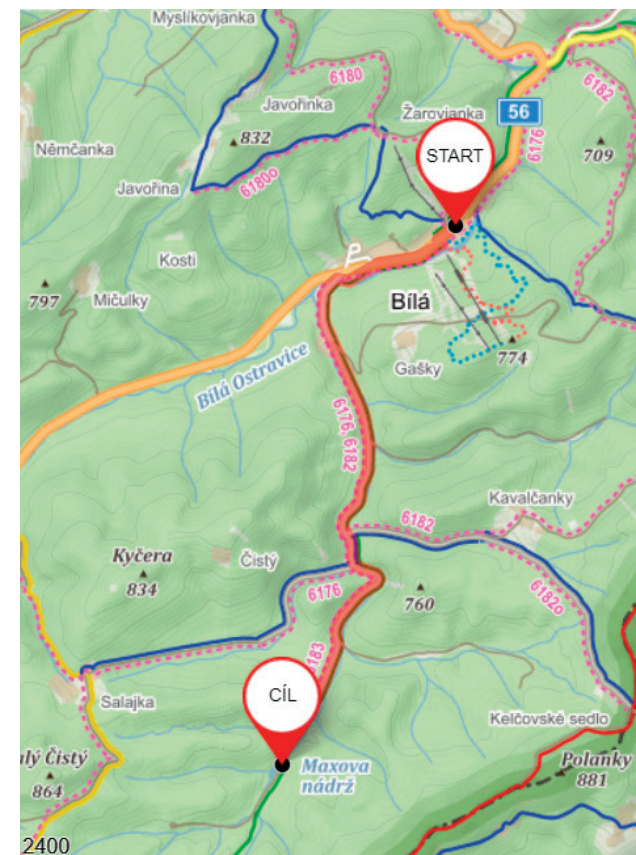 Myslíkovjanka
6180
6182
Javořinka
Žarovjanka
56
832
START
6176
709
Němčanka
Javořina
6180o
Kosti
P
797
Mičulky
Bílá
Bílá Ostravice
Gašky
774
6176, 6182
Kavalčanky
6182
Kyčera
834
Čistý
6176
760
6182o
6183
CÍL
Salajka
Kelčovské sedlo
lý Čistý
864
Maxova
nádrž
Polanky
881
2400